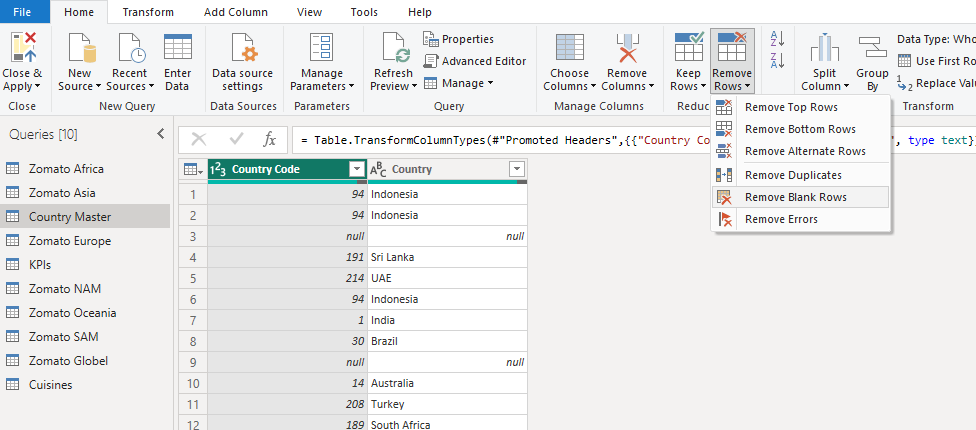 File Home Transform Add Column View Tools Help
Close & Apply
New Source
Recent Sources
Enter Data
Data source settings
Manage Parameters
Refresh Preview
Properties
Advanced Editor
Manage
Choose Columns
Remove Columns
Keep Rows
Remove Rows
A Z
Z A
Split Column
Group By
Data Type: Who
Use First Ro
1 2 Replace Valu
Close New Query Data Sources Parameters Query Manage Columns Reduc Transform
Remove Top Rows
Remove Bottom Rows
Remove Alternate Rows
Remove Duplicates
Remove Blank Rows
Remove Errors
Queries [10]
Zomato Africa
Zomato Asia
Country Master
Zomato Europe
KPIs
Zomato NAM
Zomato Oceania
Zomato SAM
Zomato Globel
Cuisines
fx = Table.TransformColumnTypes(#"Promoted Headers",{{"Country Co ", type text}
123 Country Code ABC Country
1 94 Indonesia
2 94 Indonesia
3 null null
4 191 Sri Lanka
5 214 UAE
6 94 Indonesia
7 1 India
8 30 Brazil
9 null null
10 14 Australia
11 208 Turkey
12 189 South Africa